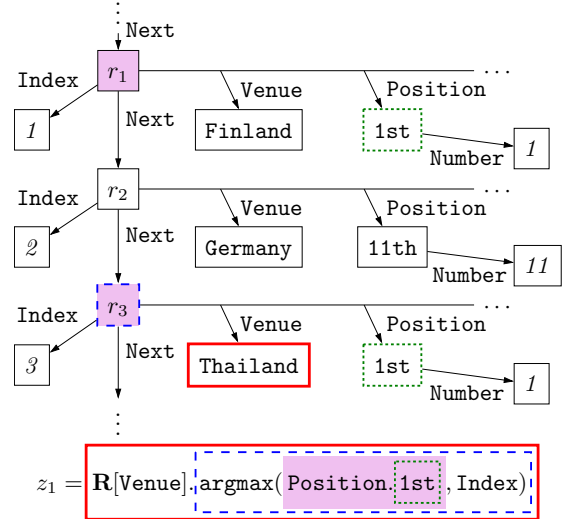 ⋮
Next
r₁ ⋯
Index Venue Position
1 Next Finland 1st
Number 1
r₂ ⋯
Index Venue Position
2 Next Germany 11th
Number 11
r₃ ⋯
Index Venue Position
3 Next Thailand 1st
Number 1
⋮
z₁ = R[Venue].argmax(Position.1st,Index)